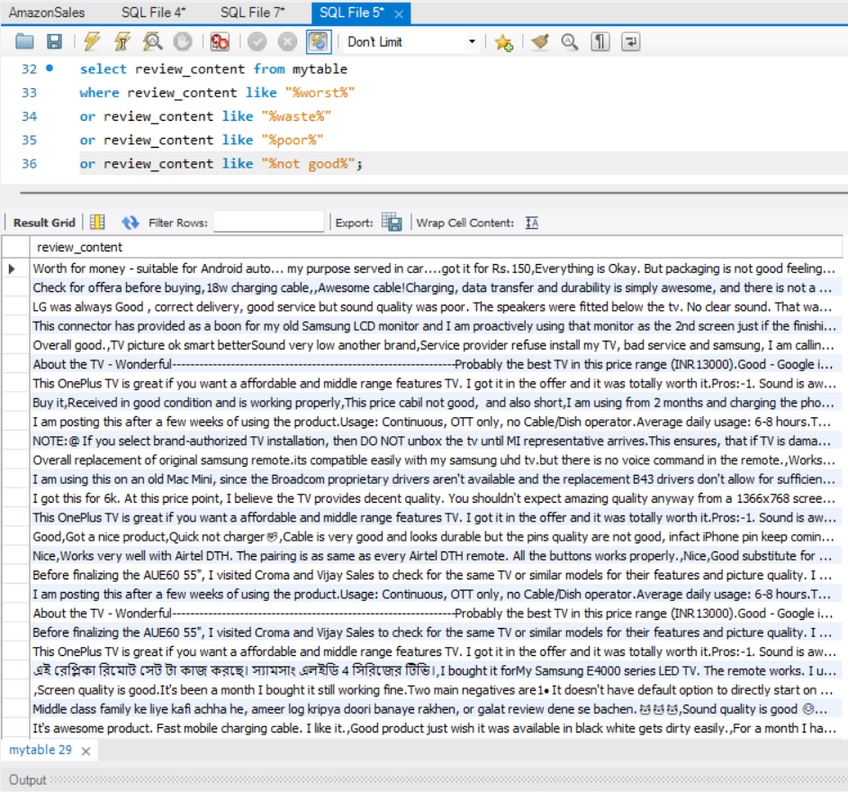 AmazonSales SQL File 4* SQL File 7* SQL File 5*
Don't Limit
32 select review_content from mytable
33 where review_content like "%worst%"
34 or review_content like "%waste%"
35 or review_content like "%poor%"
36 or review_content like "%not good%";
Result Grid Filter Rows: Export: Wrap Cell Content:
review_content
Worth for money - suitable for Android auto... my purpose served in car....got it for Rs.150,Everything is Okay. But packaging is not good feeling...
Check for offera before buying,18w charging cable,,Awesome cable!Charging, data transfer and durability is simply awesome, and there is not a ...
LG was always Good , correct delivery, good service but sound quality was poor. The speakers were fitted below the tv. No clear sound. That wa...
This connector has provided as a boon for my old Samsung LCD monitor and I am proactively using that monitor as the 2nd screen just if the finishi...
Overall good.,TV picture ok smart betterSound very low another brand,Service provider refuse install my TV, bad service and samsung, I am callin...
About the TV - Wonderful----------------------------------------------------------------Probably the best TV in this price range (INR13000).Good - Google i...
This OnePlus TV is great if you want a affordable and middle range features TV. I got it in the offer and it was totally worth it.Pros:-1. Sound is aw...
Buy it,Received in good condition and is working properly,This price cabil not good, and also short,I am using from 2 months and charging the pho...
I am posting this after a few weeks of using the product.Usage: Continuous, OTT only, no Cable/Dish operator.Average daily usage: 6-8 hours.T...
NOTE:@ If you select brand-authorized TV installation, then DO NOT unbox the tv until MI representative arrives.This ensures, that if TV is dama...
Overall replacement of original samsung remote.its compatible easily with my samsung uhd tv.but there is no voice command in the remote.,Works...
I am using this on an old Mac Mini, since the Broadcom proprietary drivers aren't available and the replacement B43 drivers don't allow for sufficien...
I got this for 6k. At this price point, I believe the TV provides decent quality. You shouldn't expect amazing quality anyway from a 1366x768 scree...
This OnePlus TV is great if you want a affordable and middle range features TV. I got it in the offer and it was totally worth it.Pros:-1. Sound is aw...
Good,Got a nice product,Quick not charger🤣,Cable is very good and looks durable but the pins quality are not good, infact iPhone pin keep comin...
Nice,Works very well with Airtel DTH. The pairing is as same as every Airtel DTH remote. All the buttons works properly.,Nice,Good substitute for ...
Before finalizing the AUE60 55", I visited Croma and Vijay Sales to check for the same TV or similar models for their features and picture quality. I ...
I am posting this after a few weeks of using the product.Usage: Continuous, OTT only, no Cable/Dish operator.Average daily usage: 6-8 hours.T...
About the TV - Wonderful----------------------------------------------------------------Probably the best TV in this price range (INR13000).Good - Google i...
Before finalizing the AUE60 55", I visited Croma and Vijay Sales to check for the same TV or similar models for their features and picture quality. I ...
This OnePlus TV is great if you want a affordable and middle range features TV. I got it in the offer and it was totally worth it.Pros:-1. Sound is aw...
এই রেপ্লিকা রিমোট সেট টা কাজ করছে। স্যামসাং এলইডি 4 সিরিজের টিভি।,I bought it forMy Samsung E4000 series LED TV. The remote works. I u...
,Screen quality is good.It's been a month I bought it still working fine.Two main negatives are1• It doesn't have default option to directly start on ...
Middle class family ke liye kafi achha he, ameer log kripya doori banaye rakhen, or galat review dene se bachen. ,Sound quality is good ...
It's awesome product. Fast mobile charging cable. I like it.,Good product just wish it was available in black white gets dirty easily.,For a month I ha...
mytable 29
Output